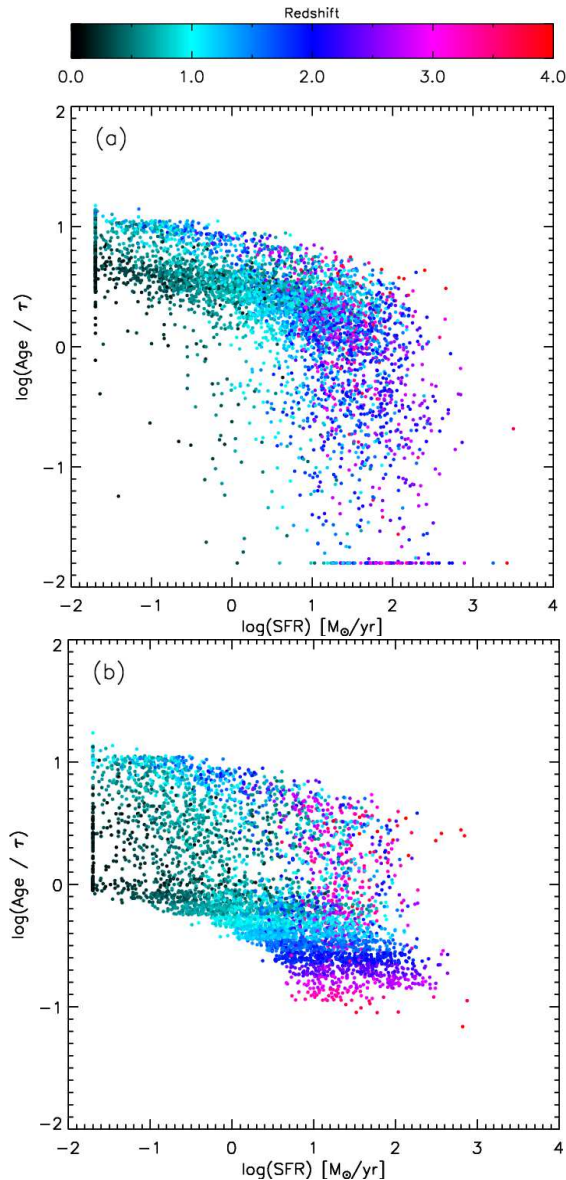 Redshift
0.0 1.0 2.0 3.0 4.0
(a)
2
1
0
−1
−2
log(Age / τ)
−2 −1 0 1 2 3 4
log(SFR) [M☉/yr]
(b)
2
1
0
−1
−2
log(Age / τ)
−2 −1 0 1 2 3 4
log(SFR) [M☉/yr]